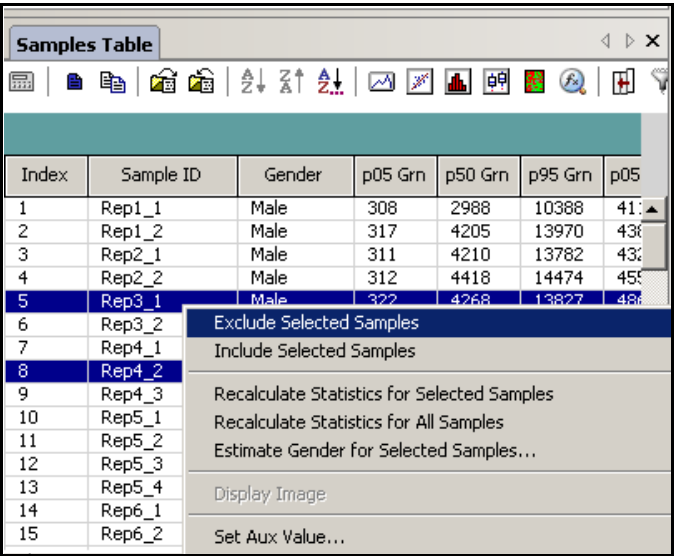 Samples Table
Index Sample ID Gender p05 Grn p50 Grn p95 Grn p05
1 Rep1_1 Male 308 2988 10388
2 Rep1_2 Male 317 4205 13970
3 Rep2_1 Male 311 4210 13782
4 Rep2_2 Male 312 4418 14474
5 Rep3_1 Male 322 4268 13827
6 Rep3_2 Exclude Selected Samples
7 Rep4_1 Include Selected Samples
8 Rep4_2
9 Rep4_3 Recalculate Statistics for Selected Samples
10 Rep5_1 Recalculate Statistics for All Samples
11 Rep5_2 Estimate Gender for Selected Samples...
12 Rep5_3
13 Rep5_4 Display Image
14 Rep6_1
15 Rep6_2 Set Aux Value...